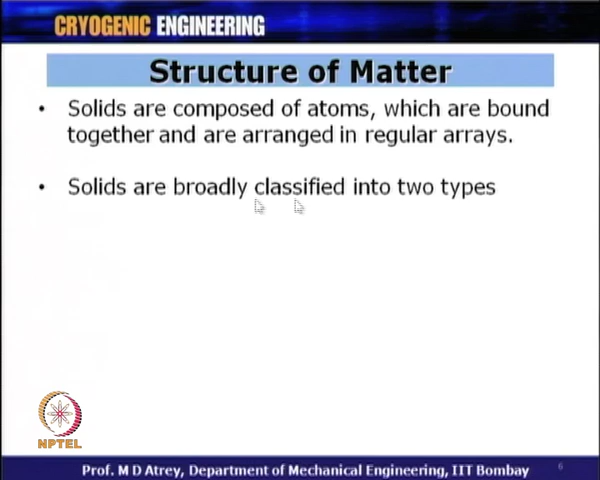 CRYOGENIC ENGINEERING
Structure of Matter
• Solids are composed of atoms, which are bound
together and are arranged in regular arrays.
• Solids are broadly classified into two types
NPTEL
Prof. M D Atrey, Department of Mechanical Engineering, IIT Bombay
6